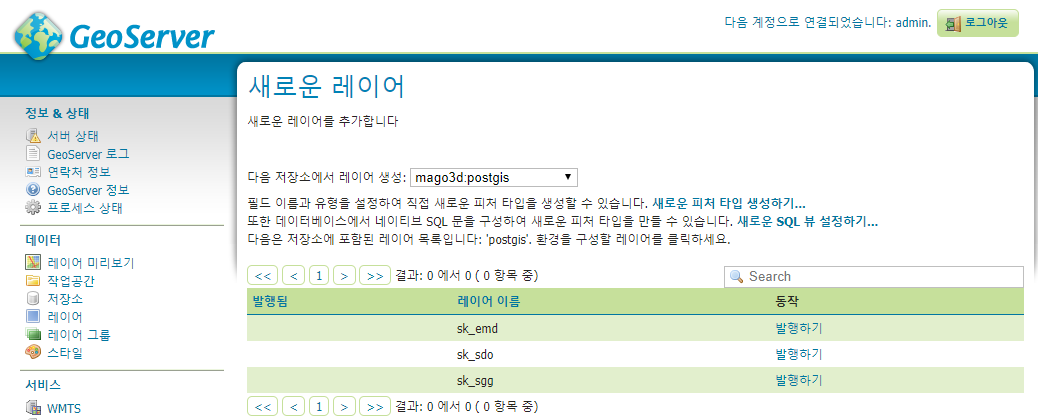 GeoServer
다음 계정으로 연결되었습니다: admin.
로그아웃
정보 & 상태
서버 상태
GeoServer 로그
연락처 정보
GeoServer 정보
프로세스 상태
데이터
레이어 미리보기
작업공간
저장소
레이어
레이어 그룹
스타일
서비스
WMTS
새로운 레이어
새로운 레이어를 추가합니다
다음 저장소에서 레이어 생성: mago3d:postgis
필드 이름과 유형을 설정하여 직접 새로운 피처 타입을 생성할 수 있습니다. 새로운 피처 타입 생성하기...
또한 데이터베이스에서 네이티브 SQL 문을 구성하여 새로운 피처 타입을 만들 수 있습니다. 새로운 SQL 뷰 설정하기...
다음은 저장소에 포함된 레이어 목록입니다: 'postgis'. 환경을 구성할 레이어를 클릭하세요.
<< < 1 > >> 결과: 0 에서 0 ( 0 항목 중) Search
발행됨 레이어 이름 동작
sk_emd 발행하기
sk_sdo 발행하기
sk_sgg 발행하기
<< < 1 > >> 결과: 0 에서 0 ( 0 항목 중)